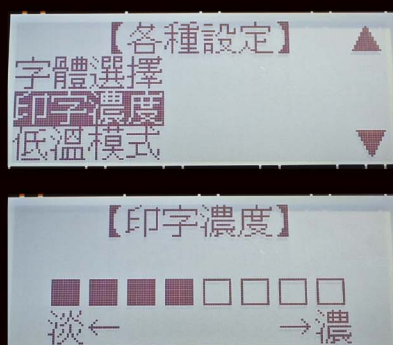 【各種設定】 ▲
字體選擇
印字濃度
低溫模式 ▼
【印字濃度】
■■■■□□□□
淡← →濃